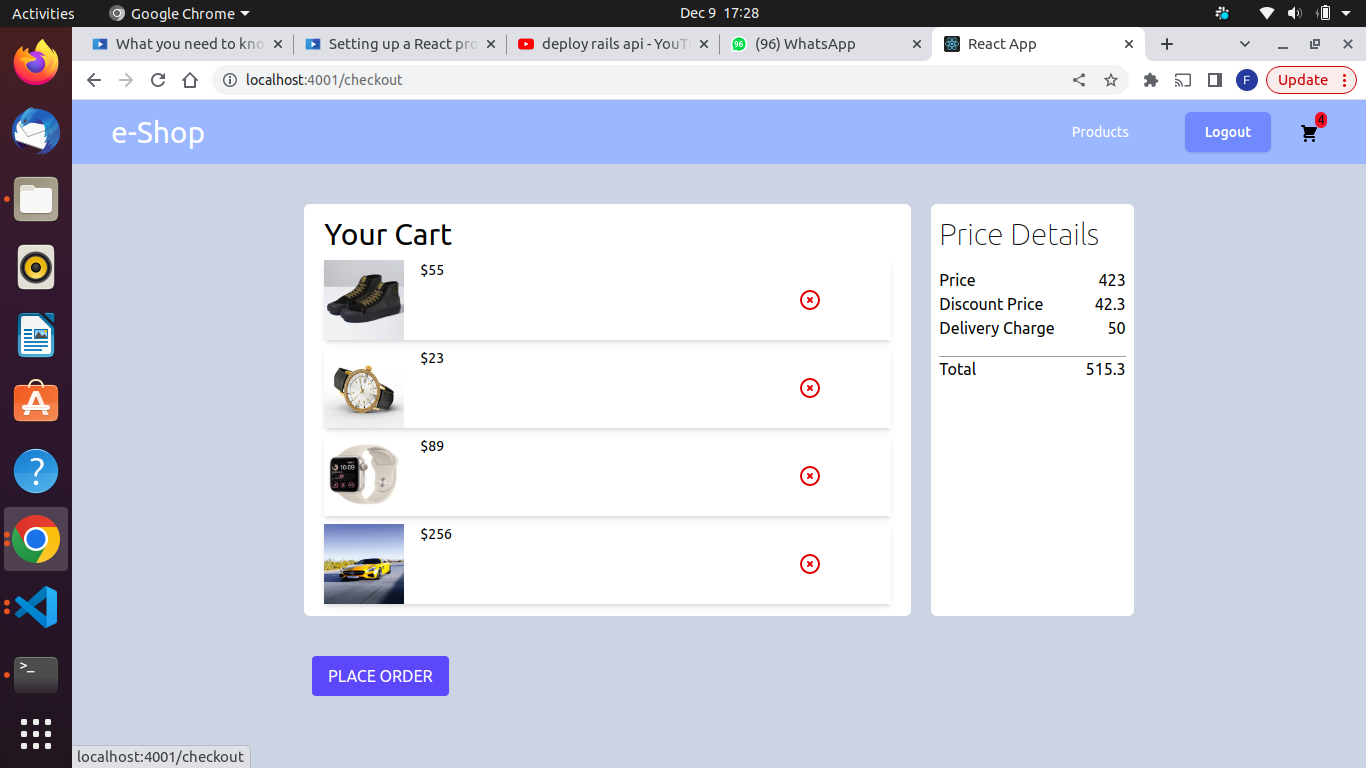 Activities
Google Chrome
Dec 9 17:28
What you need to kno
Setting up a React pro
deploy rails api - YouT
(96) WhatsApp
React App
localhost:4001/checkout
F
Update
e-Shop
Products
Logout
4
Your Cart
$55
$23
$89
$256
Price Details
Price 423
Discount Price 42.3
Delivery Charge 50
Total 515.3
PLACE ORDER
localhost:4001/checkout